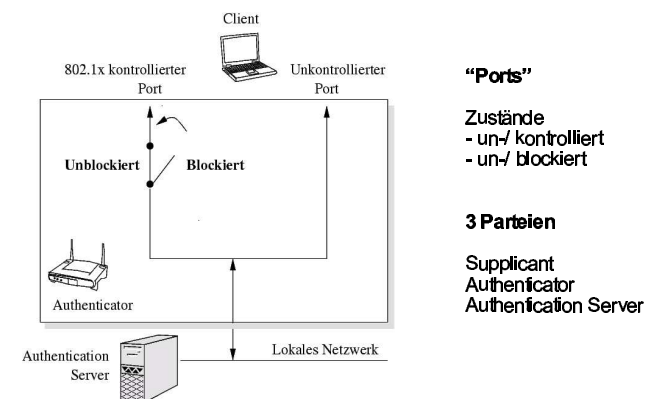 Client
802.1x kontrollierter
Port
Unkontrollierter
Port
Unblockiert
Blockiert
Authenticator
Authentication
Server
Lokales Netzwerk
“Ports”
Zustände
- un-/ kontrolliert
- un-/ blockiert
3 Parteien
Supplicant
Authenticator
Authentication Server